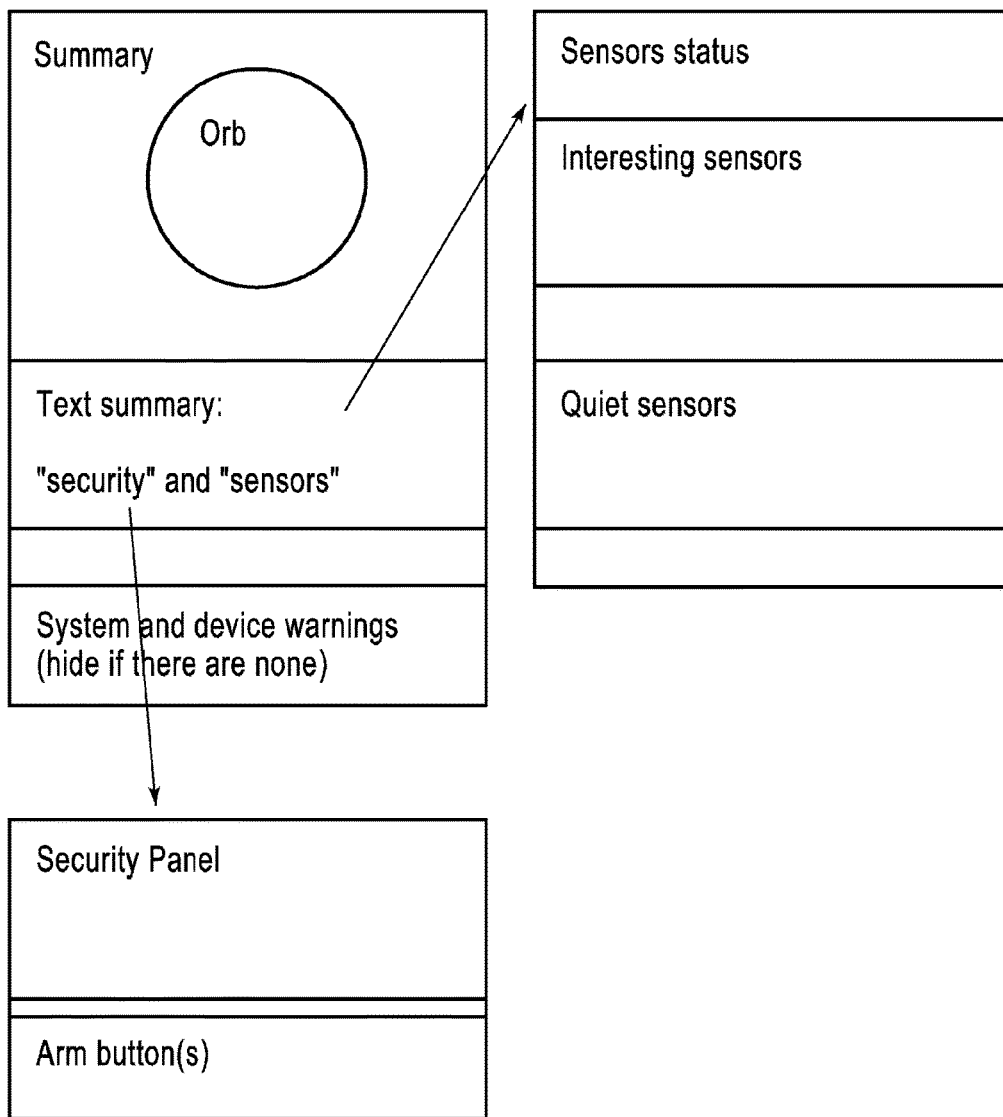 Summary
Orb
Text summary:
"security" and "sensors"
System and device warnings
(hide if there are none)
Sensors status
Interesting sensors
Quiet sensors
Security Panel
Arm button(s)